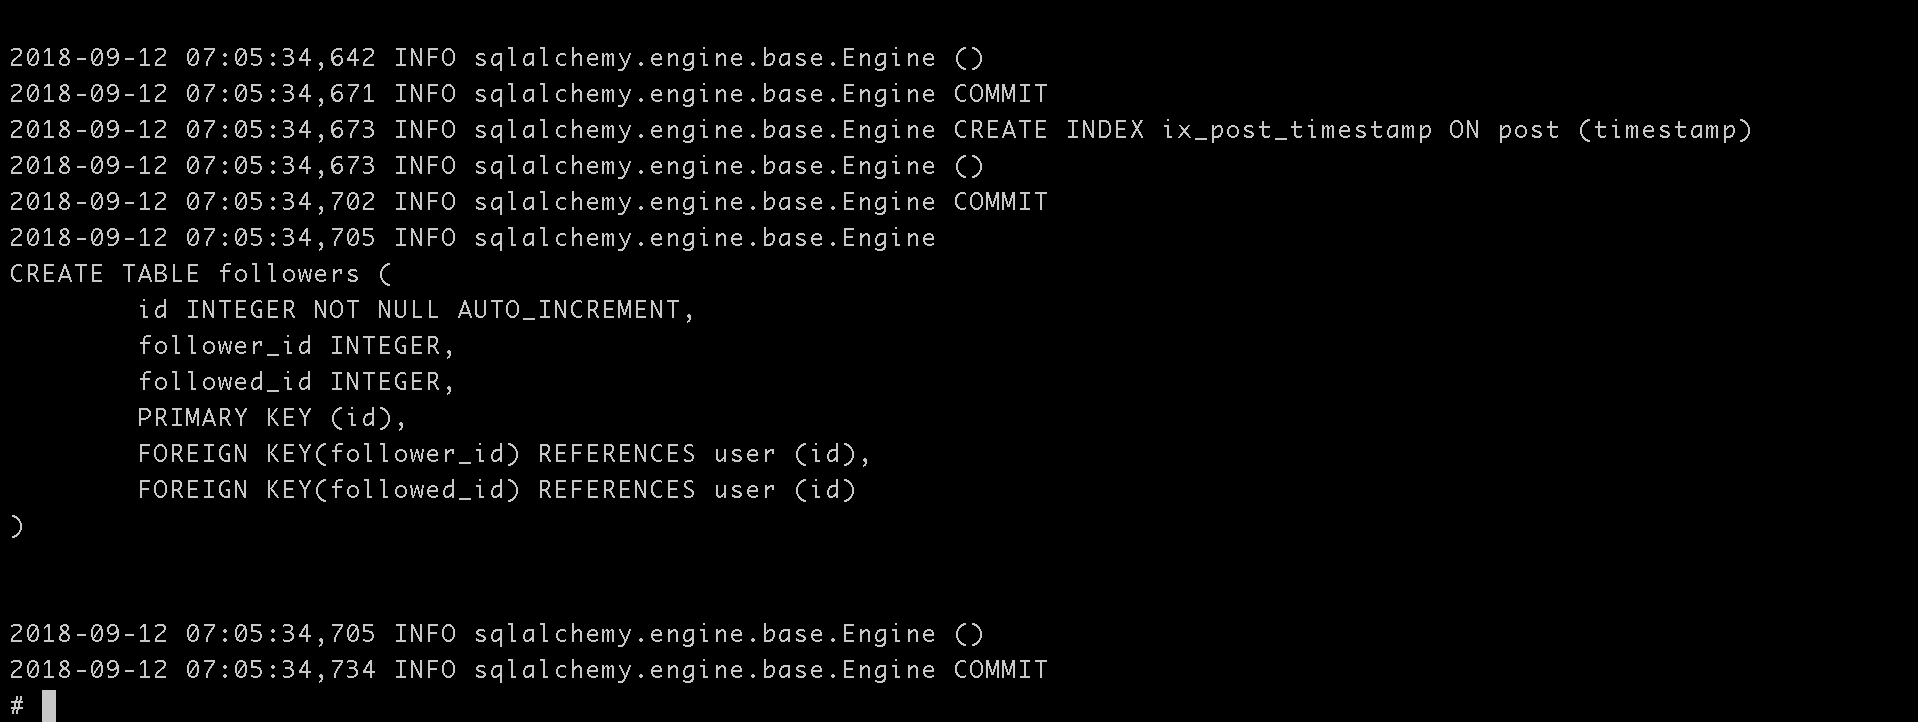 2018-09-12 07:05:34,642 INFO sqlalchemy.engine.base.Engine ()
2018-09-12 07:05:34,671 INFO sqlalchemy.engine.base.Engine COMMIT
2018-09-12 07:05:34,673 INFO sqlalchemy.engine.base.Engine CREATE INDEX ix_post_timestamp ON post (timestamp)
2018-09-12 07:05:34,673 INFO sqlalchemy.engine.base.Engine ()
2018-09-12 07:05:34,702 INFO sqlalchemy.engine.base.Engine COMMIT
2018-09-12 07:05:34,705 INFO sqlalchemy.engine.base.Engine
CREATE TABLE followers (
        id INTEGER NOT NULL AUTO_INCREMENT,
        follower_id INTEGER,
        followed_id INTEGER,
        PRIMARY KEY (id),
        FOREIGN KEY(follower_id) REFERENCES user (id),
        FOREIGN KEY(followed_id) REFERENCES user (id)
)
2018-09-12 07:05:34,705 INFO sqlalchemy.engine.base.Engine ()
2018-09-12 07:05:34,734 INFO sqlalchemy.engine.base.Engine COMMIT
#